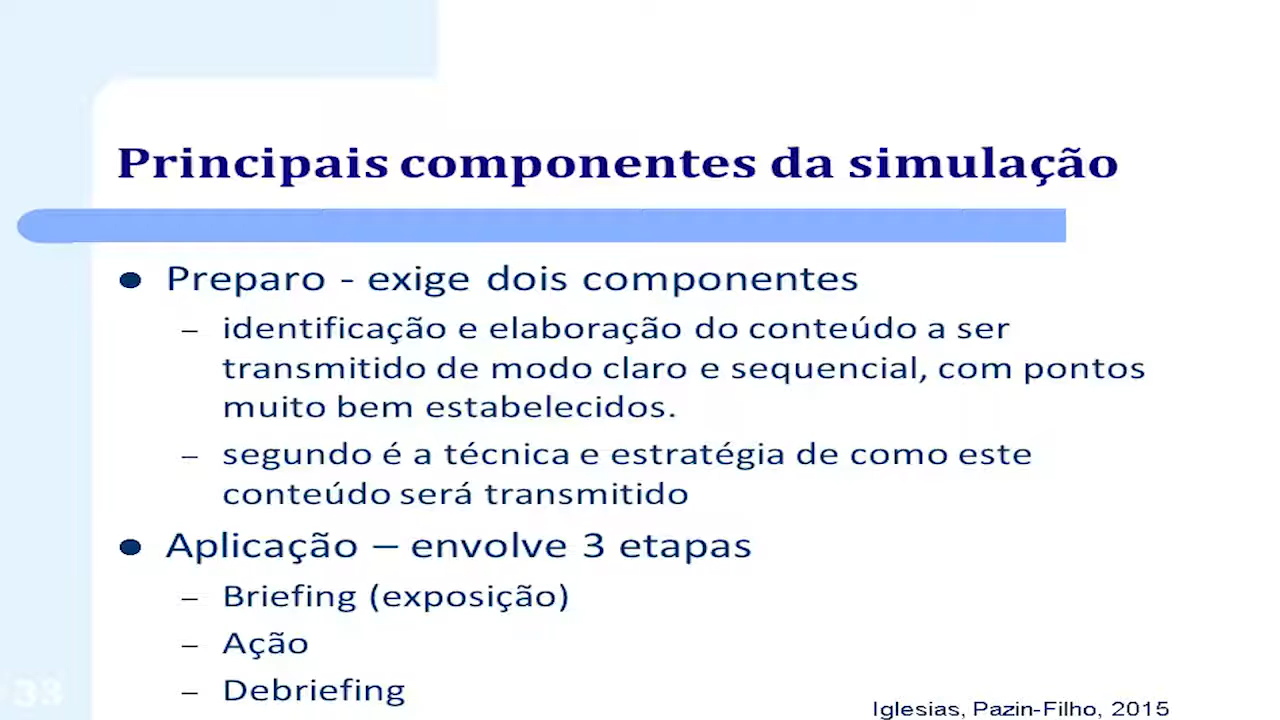 Principais componentes da simulação
Preparo - exige dois componentes
– identificação e elaboração do conteúdo a ser
transmitido de modo claro e sequencial, com pontos
muito bem estabelecidos.
– segundo é a técnica e estratégia de como este
conteúdo será transmitido
Aplicação – envolve 3 etapas
– Briefing (exposição)
– Ação
– Debriefing
33
Iglesias, Pazin-Filho, 2015